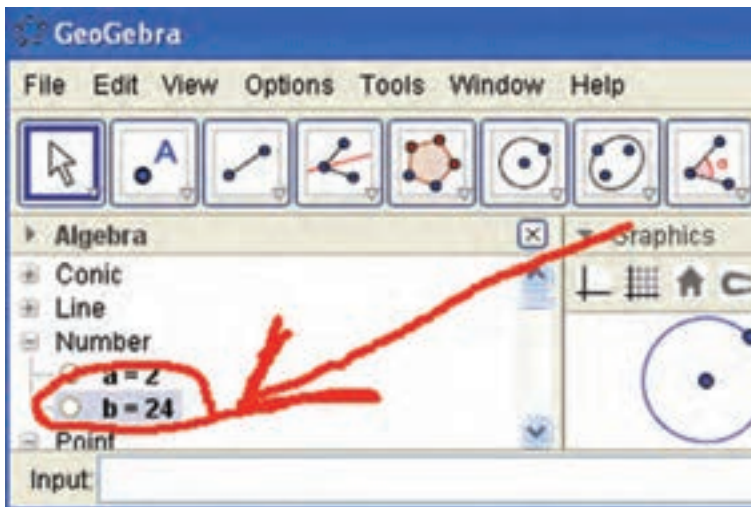 GeoGebra
File Edit View Options Tools Window Help
A
Algebra
Graphics
Conic
Line
Number
a = 2
b = 24
Point
Input: